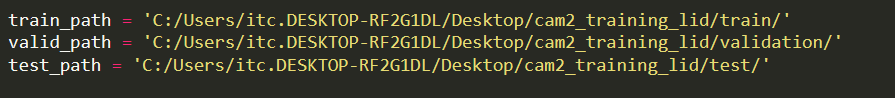 train_path = 'C:/Users/itc.DESKTOP-RF2G1DL/Desktop/cam2_training_lid/train/'
valid_path = 'C:/Users/itc.DESKTOP-RF2G1DL/Desktop/cam2_training_lid/validation/'
test_path = 'C:/Users/itc.DESKTOP-RF2G1DL/Desktop/cam2_training_lid/test/'